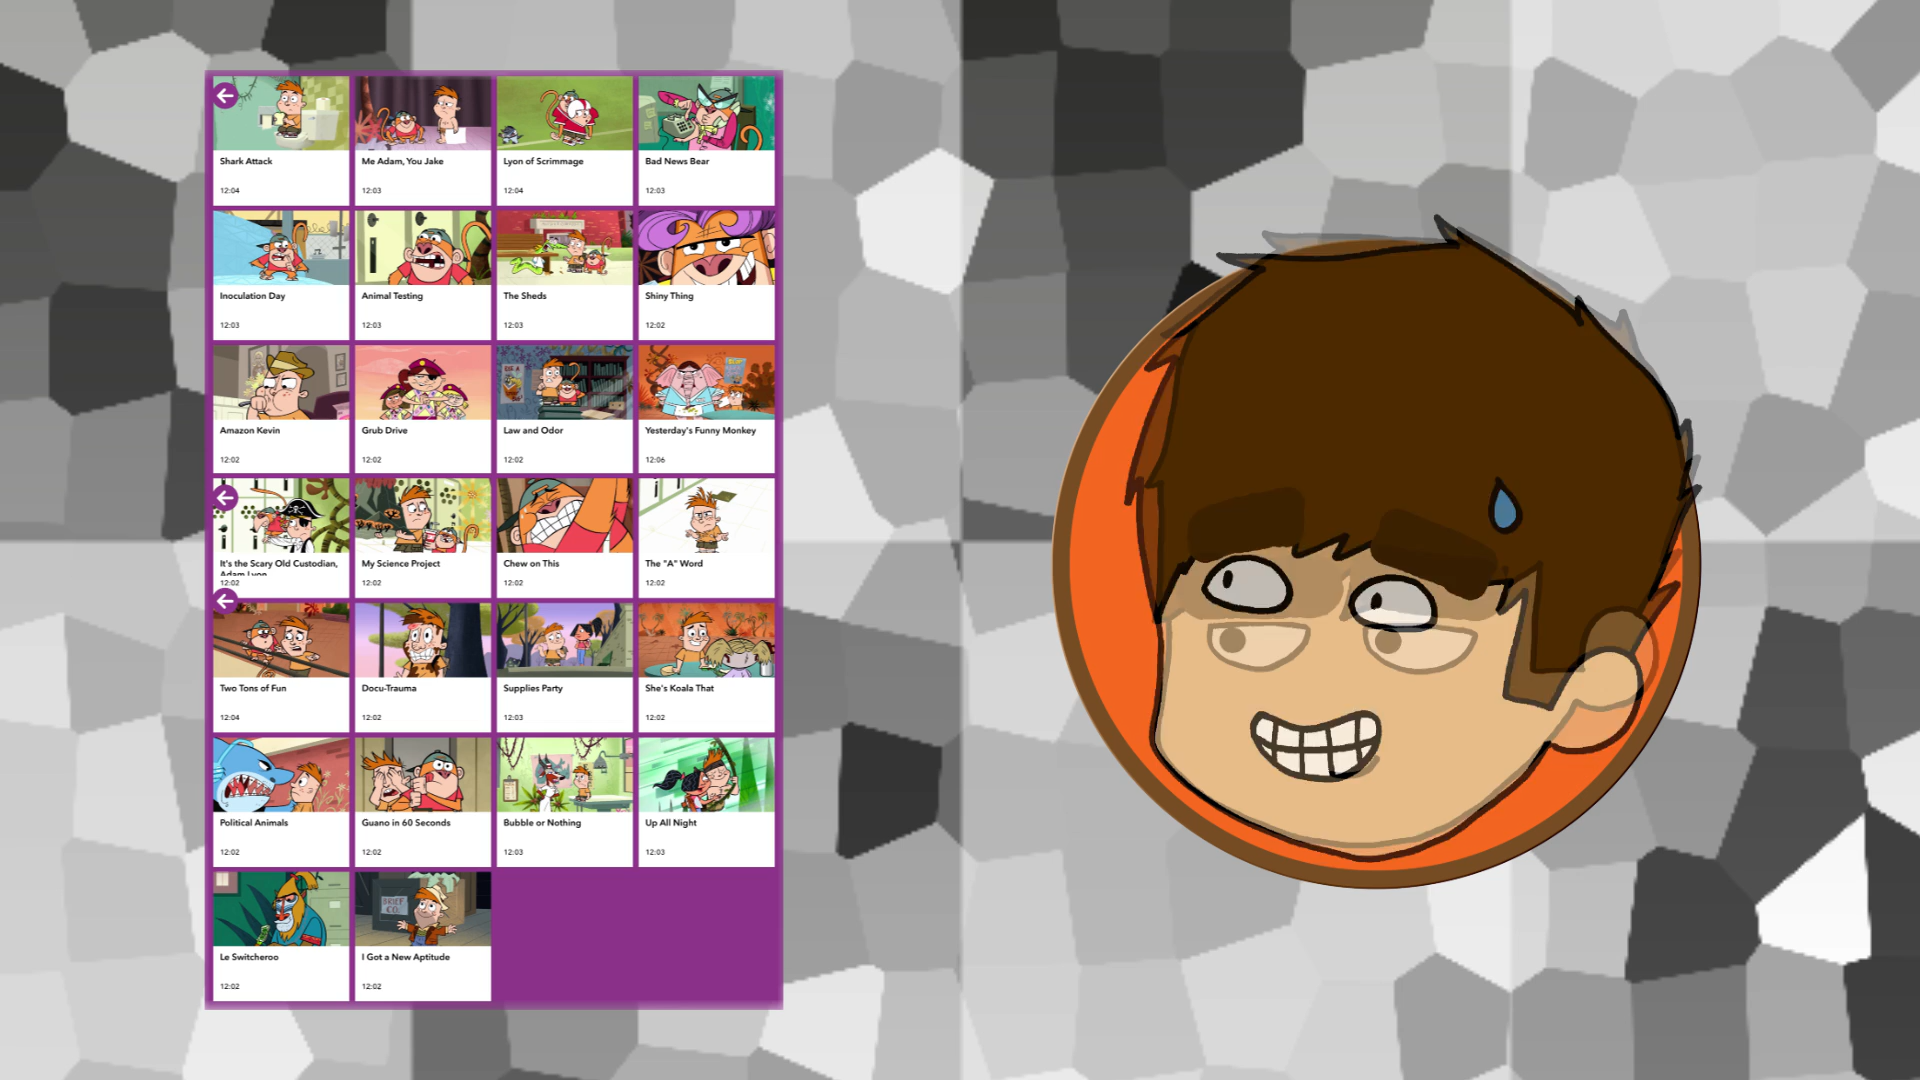 Shark Attack
12:04
Me Adam, You Jake
12:03
Lyon of Scrimmage
12:04
Bad News Bear
12:03
Inoculation Day
12:03
Animal Testing
12:03
The Sheds
12:03
Shiny Thing
12:02
Amazon Kevin
12:02
Grub Drive
12:02
Law and Odor
12:02
Yesterday's Funny Monkey
12:06
It's the Scary Old Custodian,
Adam Lyon
12:02
My Science Project
12:02
Chew on This
12:02
The "A" Word
12:02
Two Tons of Fun
12:04
Docu-Trauma
12:02
Supplies Party
12:03
She's Koala That
12:02
Political Animals
12:02
Guano in 60 Seconds
12:02
Bubble or Nothing
12:03
Up All Night
12:03
Le Switcheroo
12:02
BRIEF
CO.
I Got a New Aptitude
12:02